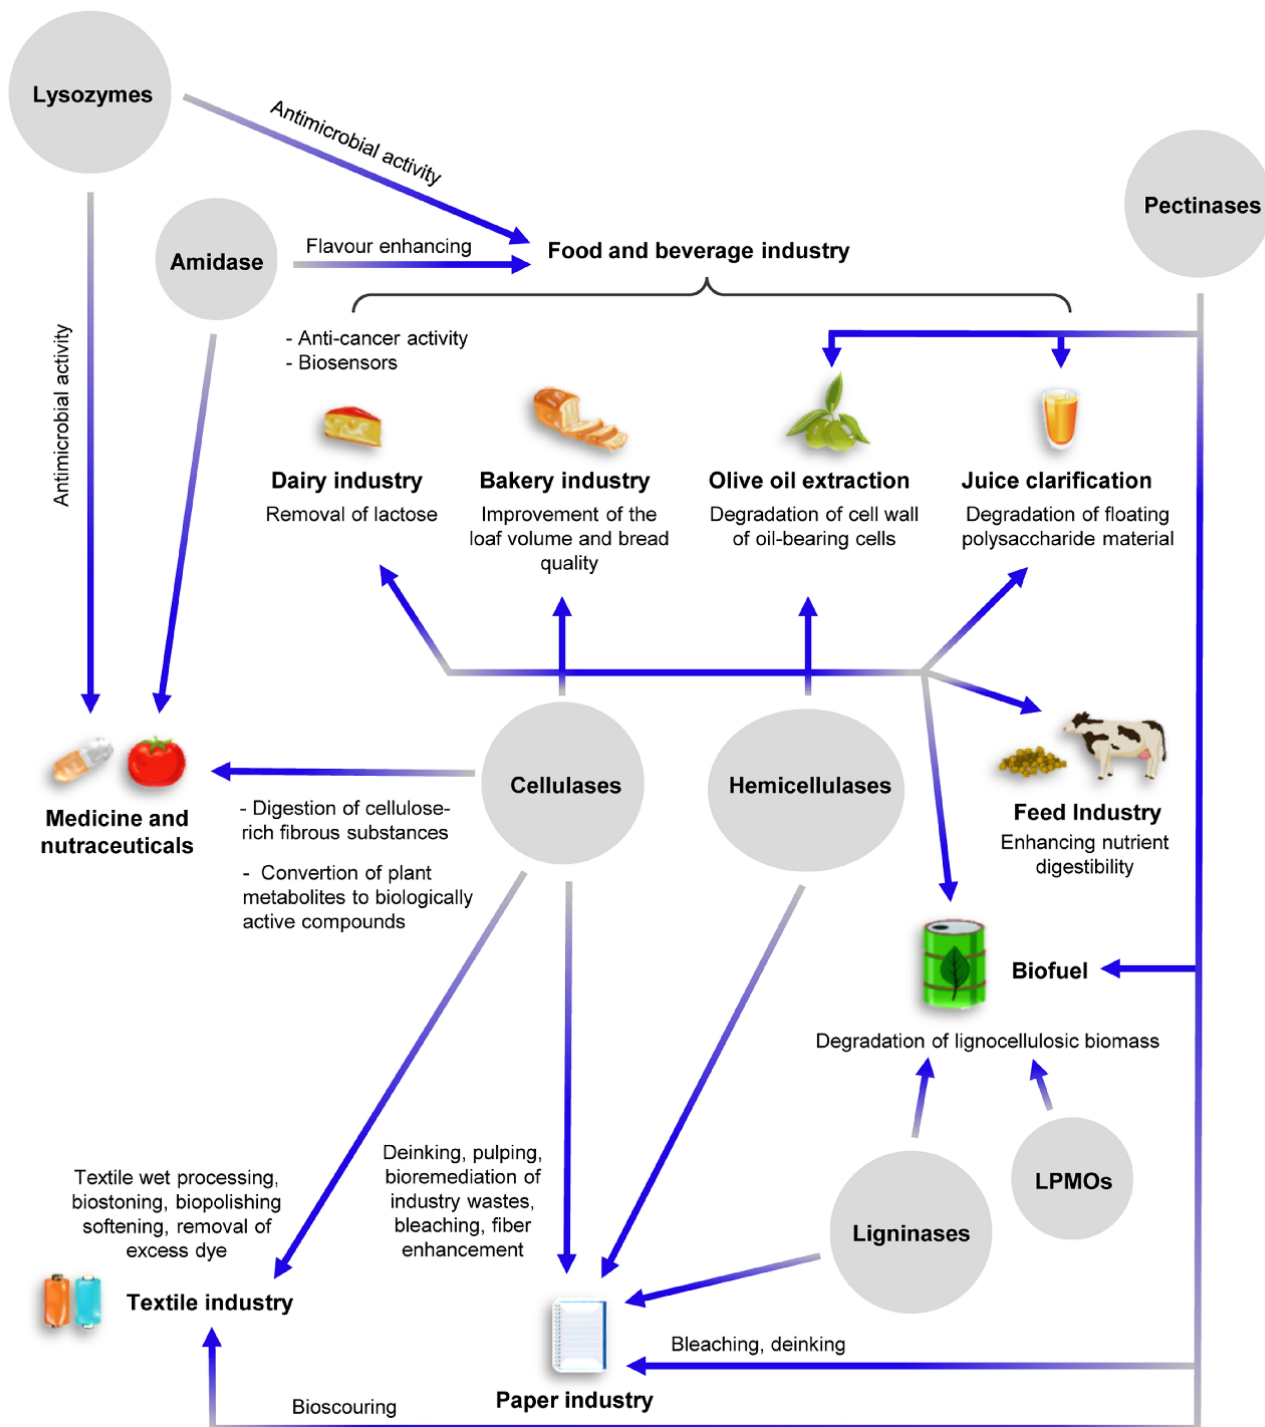 Lysozymes
Antimicrobial activity
Pectinases
Amidase
Flavour enhancing
Food and beverage industry
Antimicrobial activity
- Anti-cancer activity
- Biosensors
Dairy industry
Removal of lactose
Bakery industry
Improvement of the
loaf volume and bread
quality
Olive oil extraction
Degradation of cell wall
of oil-bearing cells
Juice clarification
Degradation of floating
polysaccharide material
Medicine and
nutraceuticals
Cellulases
- Digestion of cellulose-
rich fibrous substances
- Convertion of plant
metabolites to biologically
active compounds
Hemicellulases
Feed Industry
Enhancing nutrient
digestibility
Biofuel
Degradation of lignocellulosic biomass
Textile wet processing,
biostoning, biopolishing
softening, removal of
excess dye
Textile industry
Deinking, pulping,
bioremediation of
industry wastes,
bleaching, fiber
enhancement
Ligninases
LPMOs
Bleaching, deinking
Paper industry
Bioscouring